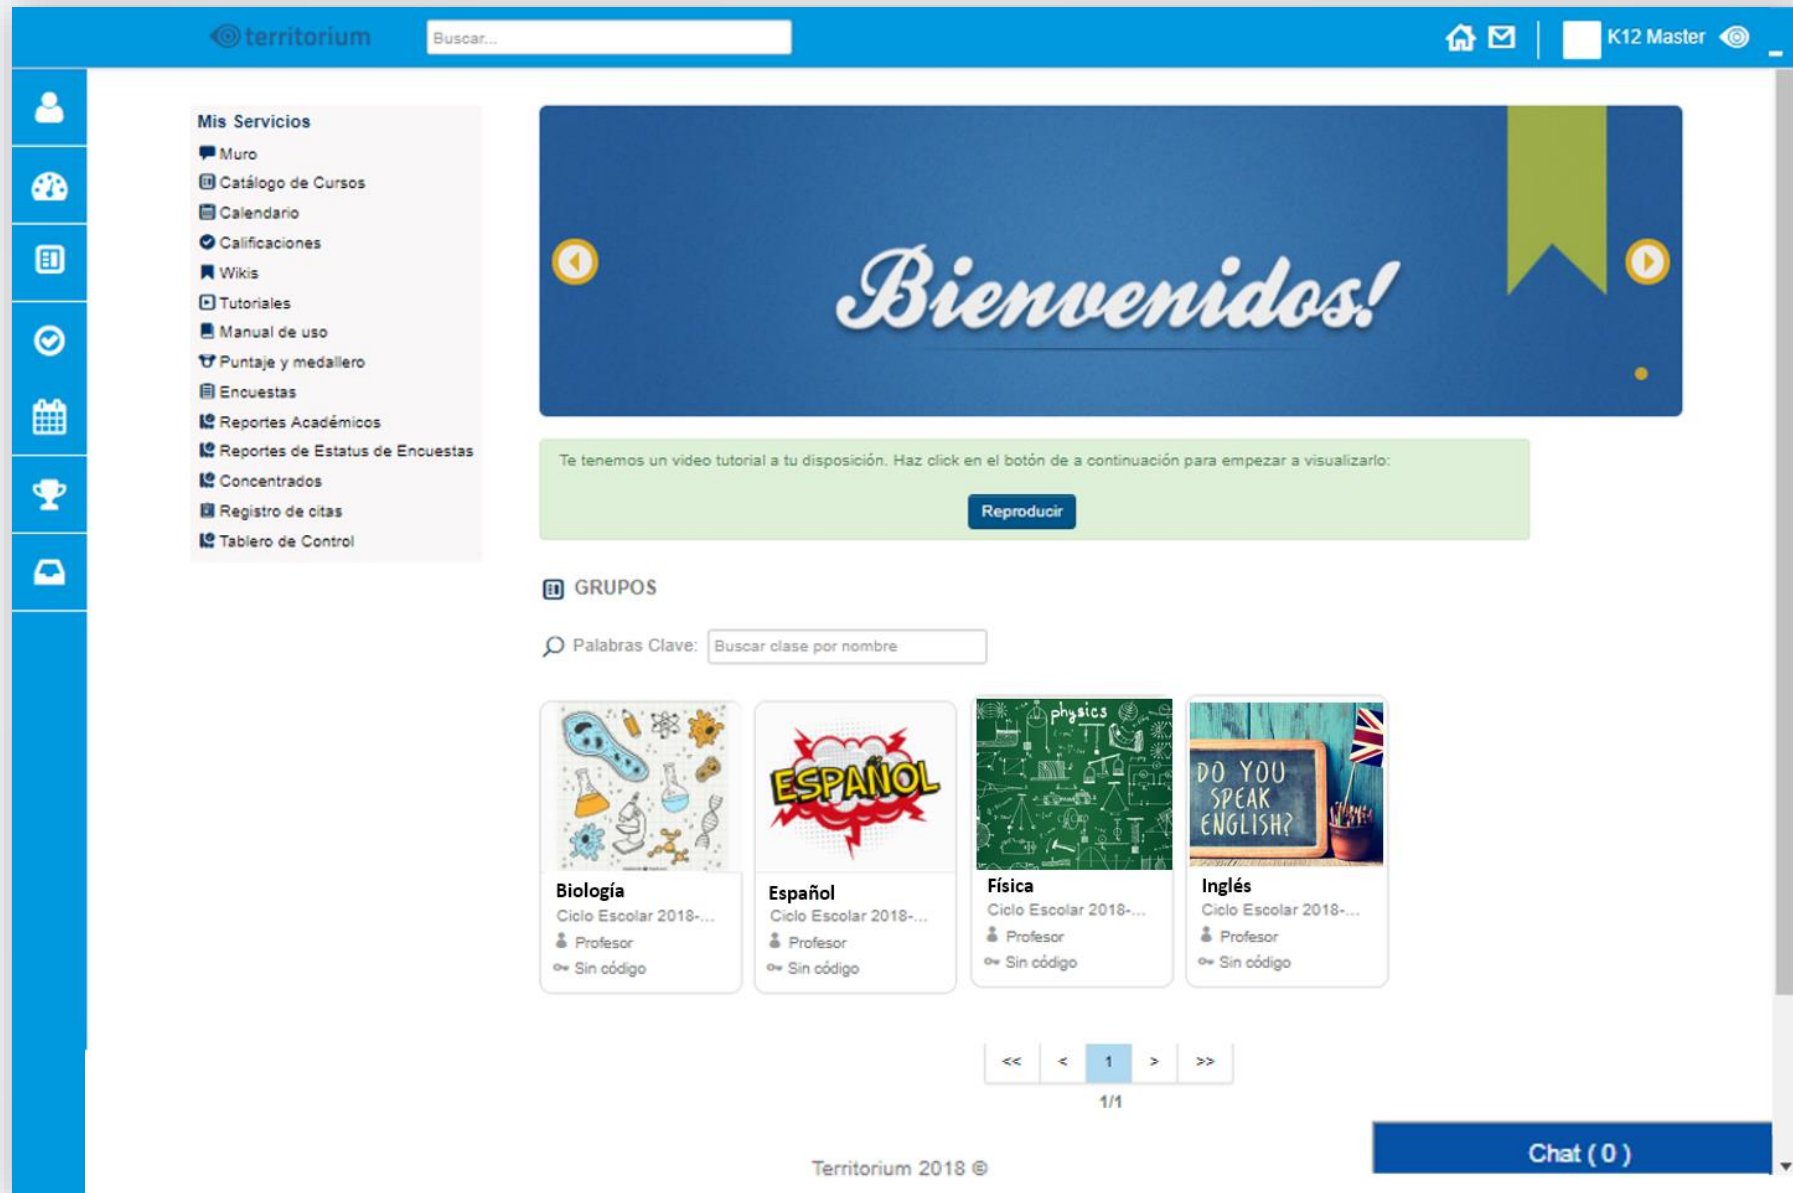 territorium
Buscar...
K12 Master
Mis Servicios
Muro
Catálogo de Cursos
Calendario
Calificaciones
Wikis
Tutoriales
Manual de uso
Puntaje y medallero
Encuestas
Reportes Académicos
Reportes de Estatus de Encuestas
Concentrados
Registro de citas
Tablero de Control
Bienvenidos!
Te tenemos un video tutorial a tu disposición. Haz click en el botón de a continuación para empezar a visualizarlo:
Reproducir
GRUPOS
Palabras Clave: Buscar clase por nombre
Biología
Ciclo Escolar 2018-...
Profesor
Sin código
ESPAÑOL
Español
Ciclo Escolar 2018-...
Profesor
Sin código
physics
Física
Ciclo Escolar 2018-...
Profesor
Sin código
DO YOU
SPEAK
ENGLISH?
Inglés
Ciclo Escolar 2018-...
Profesor
Sin código
<< < 1 > >>
1/1
Territorium 2018 ©
Chat ( 0 )